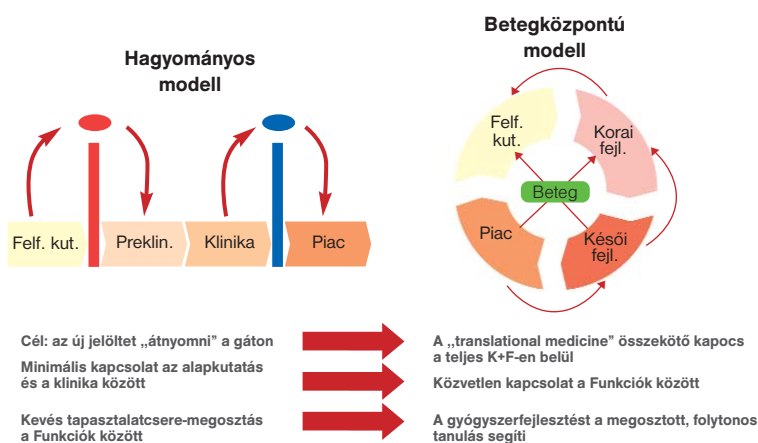 Hagyományos
modell
Felf. kut.
Preklin.
Klinika
Piac
Betegközpontú
modell
Felf.
kut.
Korai
fejl.
Beteg
Piac
Késői
fejl.
Cél: az új jelöltet „átnyomni” a gáton
A „translational medicine” összekötő kapocs
a teljes K+F-en belül
Minimális kapcsolat az alapkutatás
és a klinika között
Közvetlen kapcsolat a Funkciók között
Kevés tapasztalatcsere-megosztás
a Funkciók között
A gyógyszerfejlesztést a megosztott, folytonos
tanulás segíti